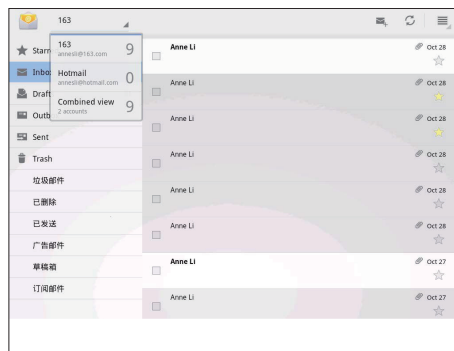 163
163
annesli@163.com
9
Hotmail
annesli@hotmail.com
0
Combined view
2 accounts
9
Starr
Inbo
Draft
Outb
Sent
Trash
垃圾邮件
已删除
已发送
广告邮件
草稿箱
订阅邮件
Anne Li
Oct 28
Anne Li
Oct 28
Anne Li
Oct 28
Anne Li
Oct 28
Anne Li
Oct 28
Anne Li
Oct 28
Anne Li
Oct 27
Anne Li
Oct 27